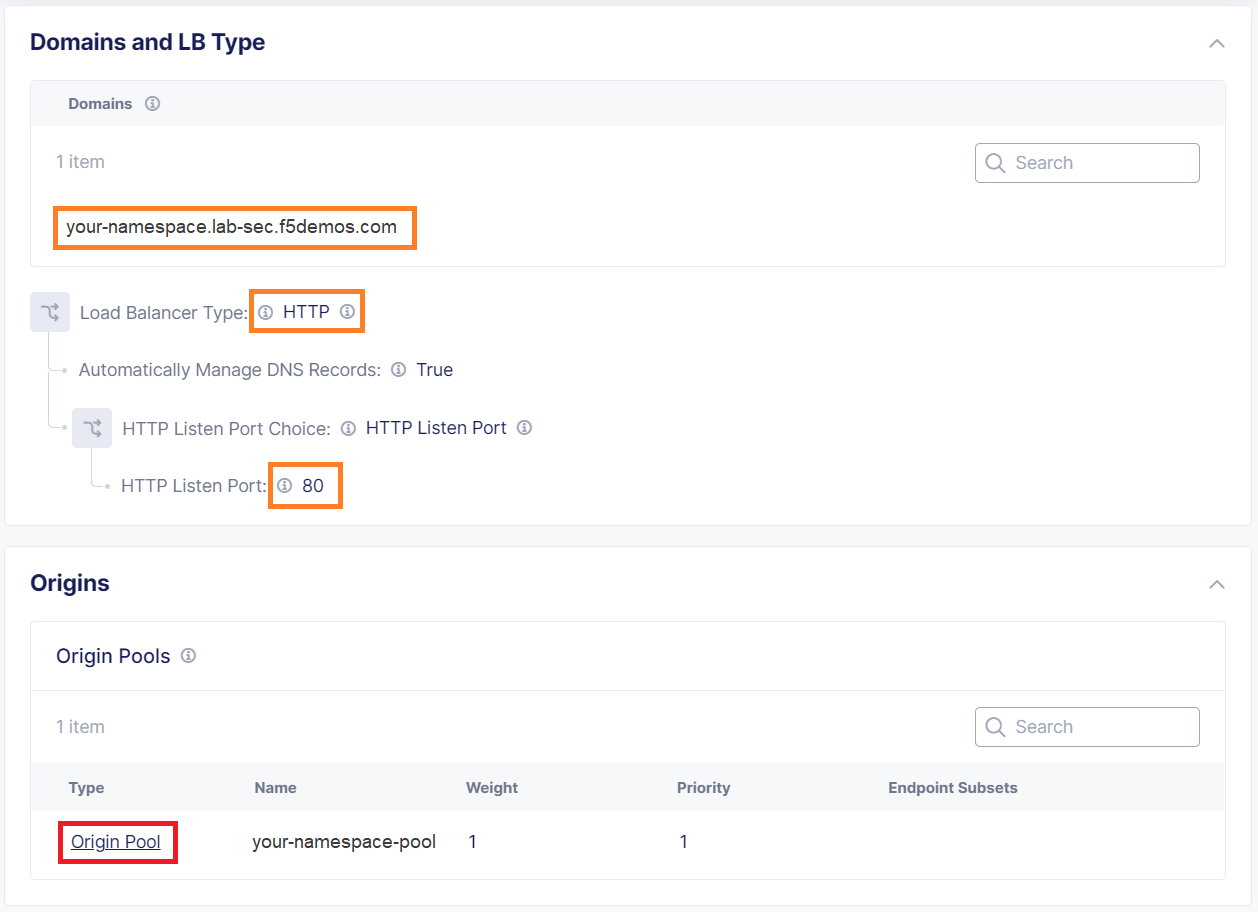 Domains and LB Type
Domains
1 item
Search
your-namespace.lab-sec.f5demos.com
Load Balancer Type: HTTP
Automatically Manage DNS Records: True
HTTP Listen Port Choice: HTTP Listen Port
HTTP Listen Port: 80
Origins
Origin Pools
1 item
Search
Type Name Weight Priority Endpoint Subsets
Origin Pool your-namespace-pool 1 1